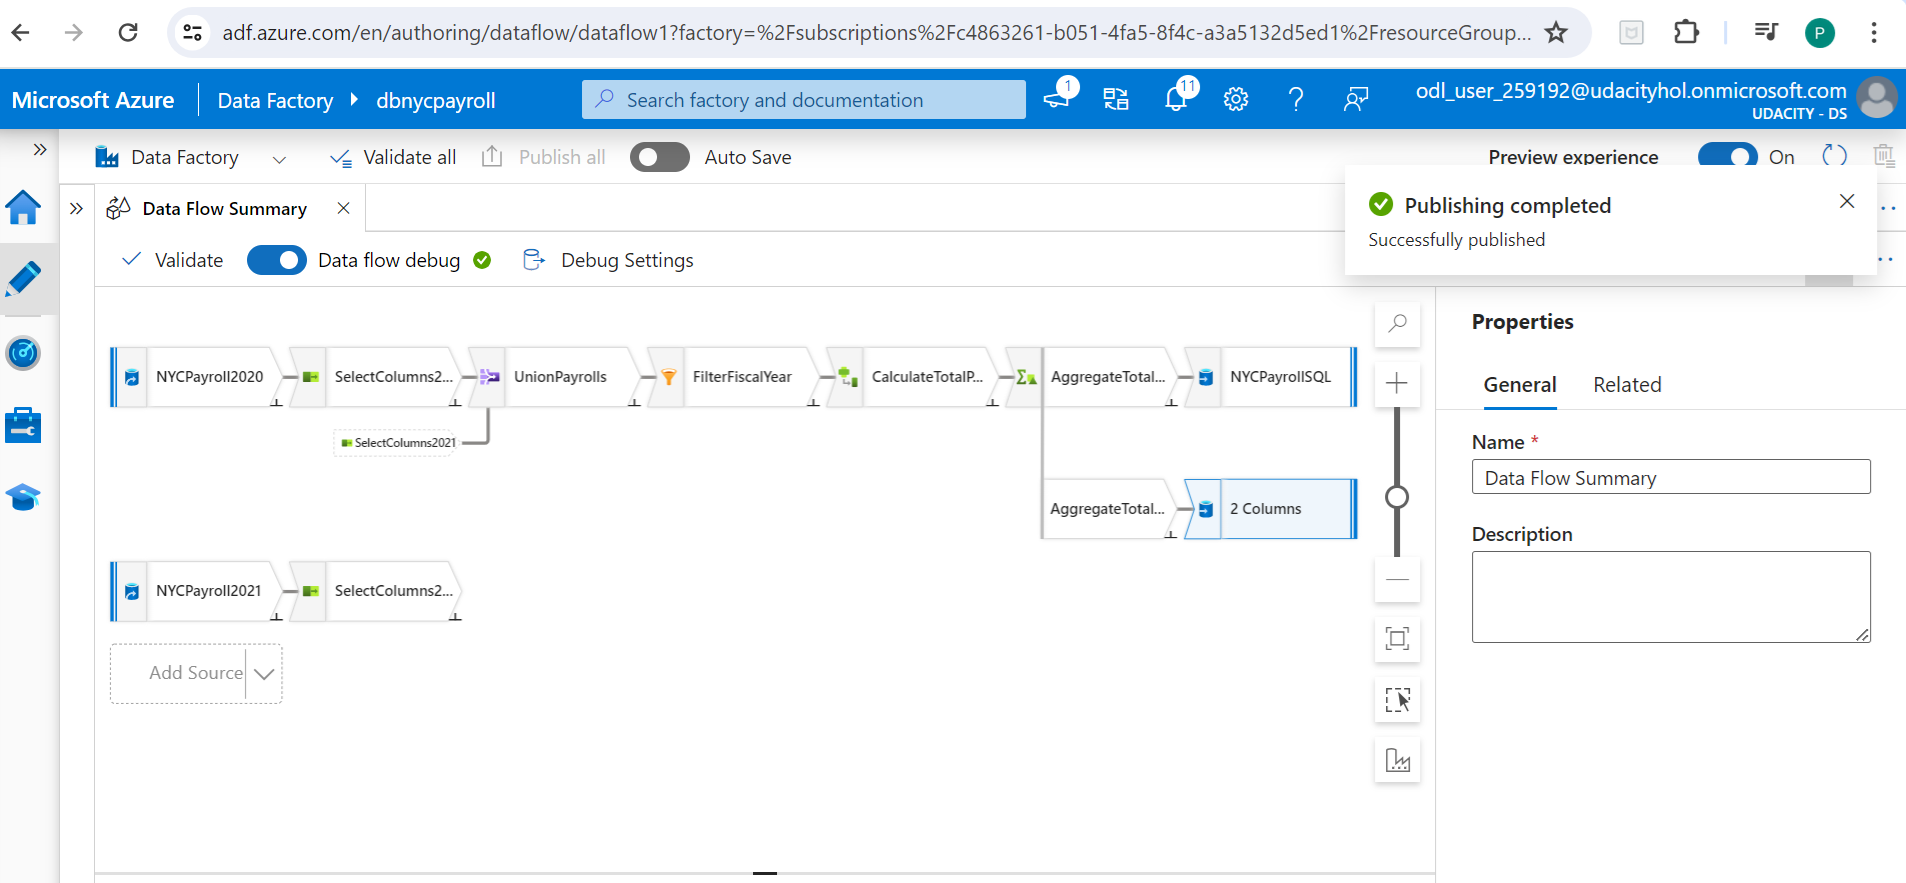 adf.azure.com/en/authoring/dataflow/dataflow1?factory=%2Fsubscriptions%2Fc4863261-b051-4fa5-8f4c-a3a5132d5ed1%2FresourceGroup...
P
Microsoft Azure
Data Factory
dbnycpayroll
Search factory and documentation
1
11
odl_user_259192@udacityhol.onmicrosoft.com
UDACITY - DS
Data Factory
Validate all
Publish all
Auto Save
Preview experience
On
Publishing completed
Successfully published
Data Flow Summary
Validate
Data flow debug
Debug Settings
NYCPayroll2020
SelectColumns2...
UnionPayrolls
FilterFiscalYear
CalculateTotalP...
AggregateTotal...
NYCPayrollSQL
SelectColumns2021
AggregateTotal...
2 Columns
NYCPayroll2021
SelectColumns2...
Add Source
Properties
General
Related
Name *
Data Flow Summary
Description